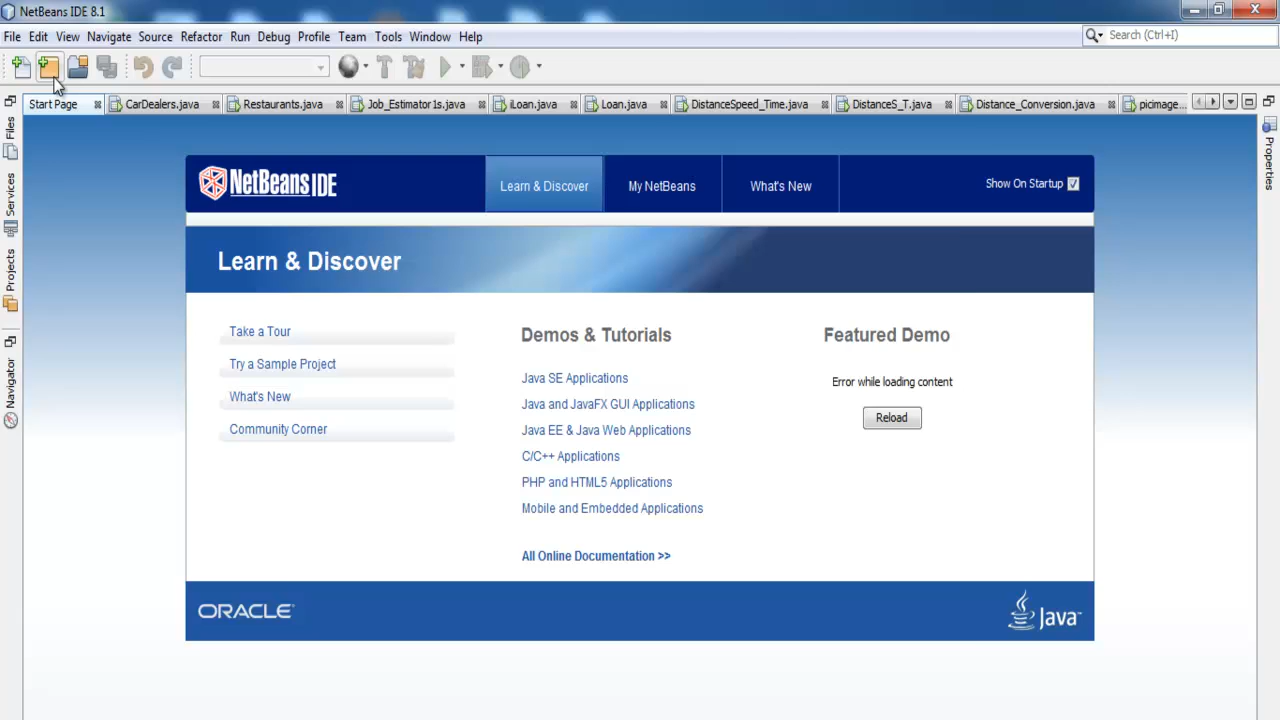 NetBeans IDE 8.1
File Edit View Navigate Source Refactor Run Debug Profile Team Tools Window Help
Search (Ctrl+I)
Start Page CarDealers.java Restaurants.java Job_Estimator1s.java iLoan.java Loan.java DistanceSpeed_Time.java DistanceS_T.java Distance_Conversion.java picimage...
Files
Services
Projects
Navigator
Properties
NetBeans IDE
Learn & Discover My NetBeans What's New Show On Startup
Learn & Discover
Take a Tour
Try a Sample Project
What's New
Community Corner
Demos & Tutorials
Java SE Applications
Java and JavaFX GUI Applications
Java EE & Java Web Applications
C/C++ Applications
PHP and HTML5 Applications
Mobile and Embedded Applications
All Online Documentation >>
Featured Demo
Error while loading content
Reload
ORACLE
Java